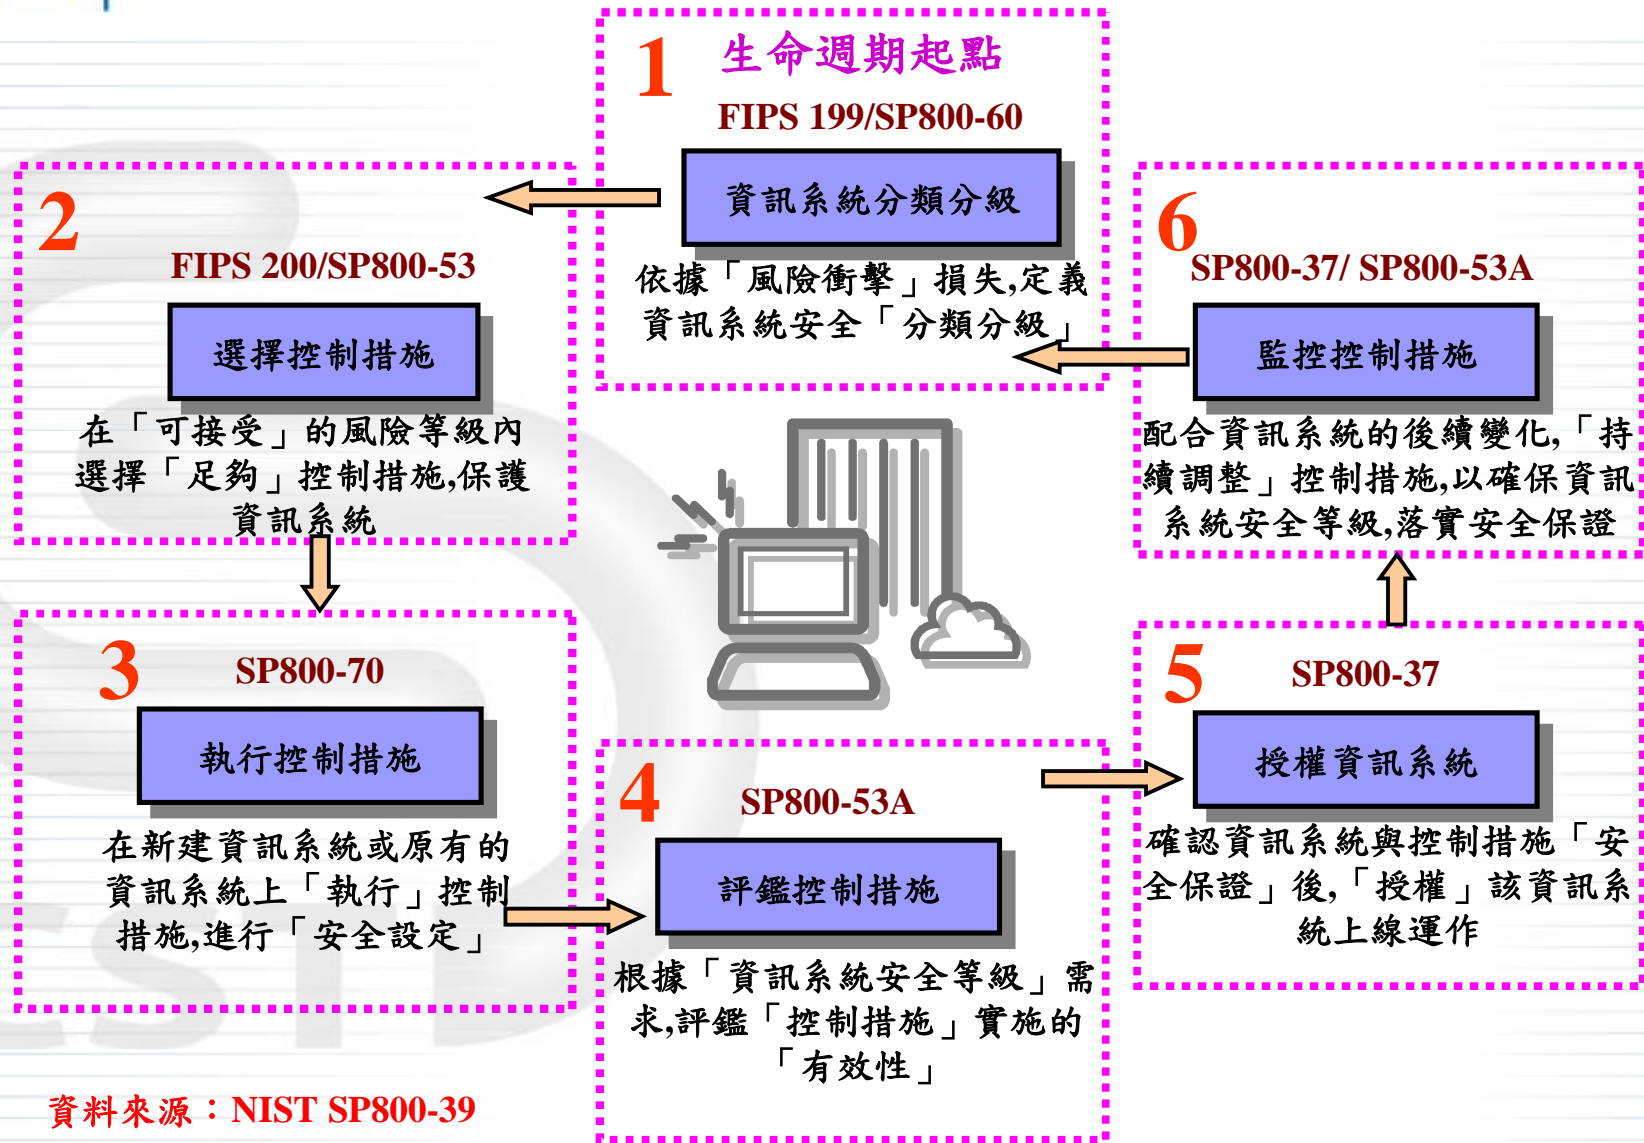 1
生命週期起點
FIPS 199/SP800-60
資訊系統分類分級
依據「風險衝擊」損失,定義
資訊系統安全「分類分級」
2
FIPS 200/SP800-53
選擇控制措施
在「可接受」的風險等級內
選擇「足夠」控制措施,保護
資訊系統
3
SP800-70
執行控制措施
在新建資訊系統或原有的
資訊系統上「執行」控制
措施,進行「安全設定」
4
SP800-53A
評鑑控制措施
根據「資訊系統安全等級」需
求,評鑑「控制措施」實施的
「有效性」
5
SP800-37
授權資訊系統
確認資訊系統與控制措施「安
全保證」後,「授權」該資訊系
統上線運作
6
SP800-37/ SP800-53A
監控控制措施
配合資訊系統的後續變化,「持
續調整」控制措施,以確保資訊
系統安全等級,落實安全保證
資料來源：NIST SP800-39